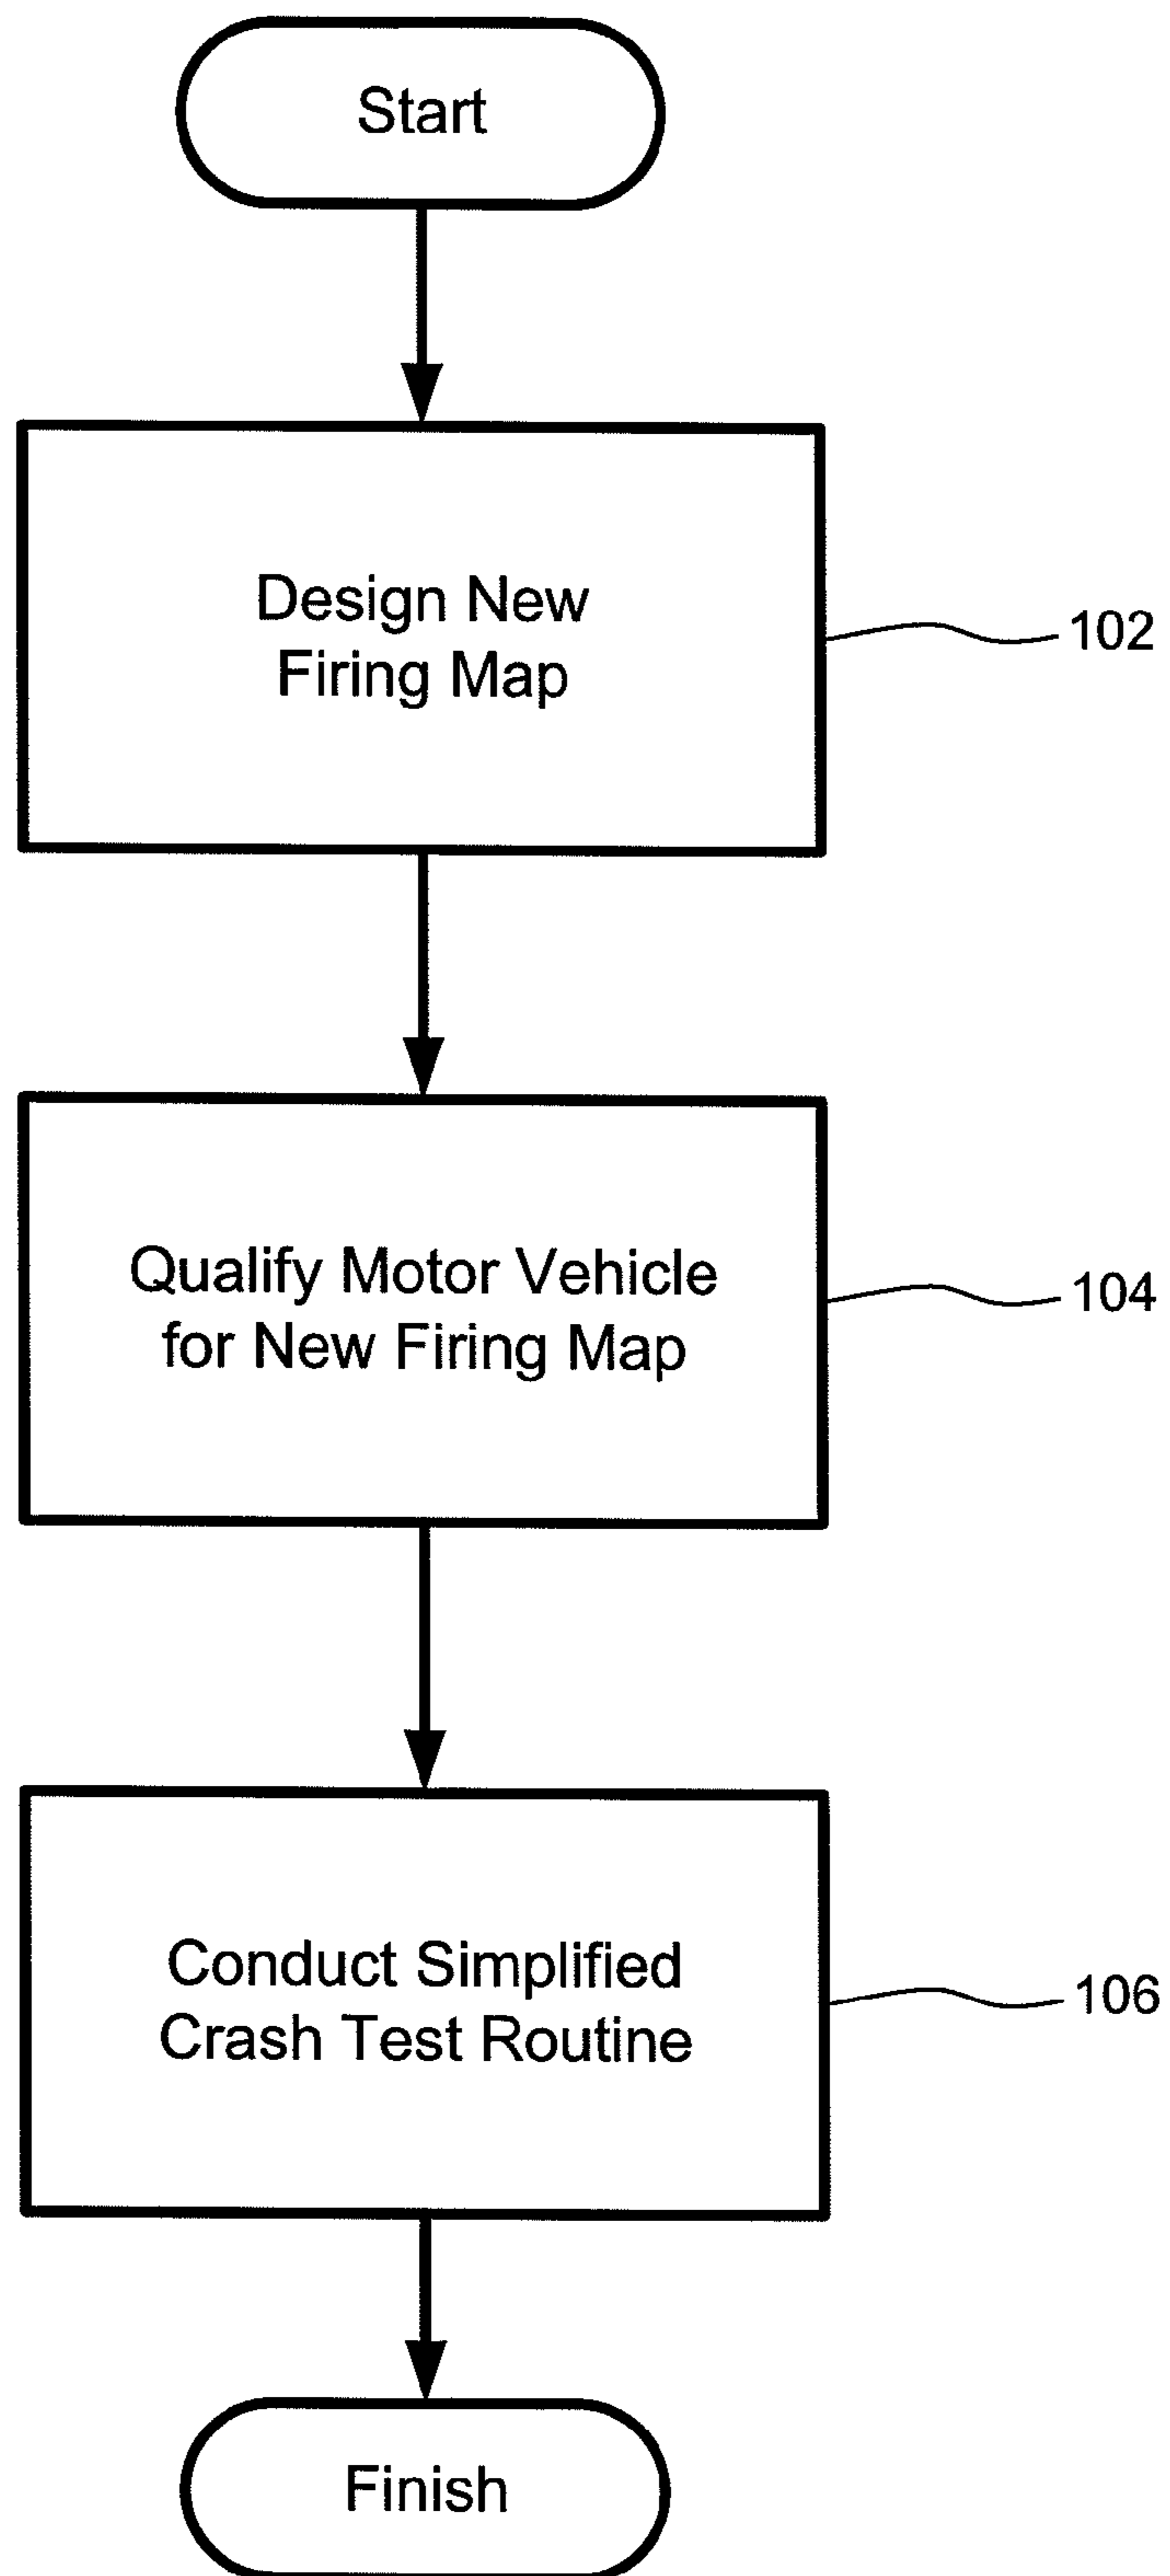 Start
Design New
Firing Map
102
Qualify Motor Vehicle
for New Firing Map
104
Conduct Simplified
Crash Test Routine
106
Finish